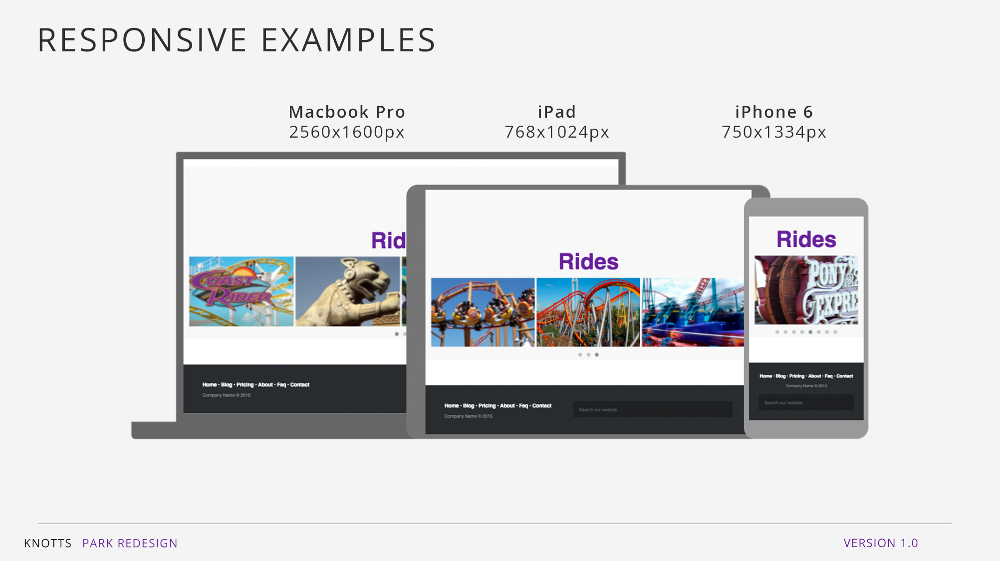 RESPONSIVE EXAMPLES
Macbook Pro
2560x1600px
iPad
768x1024px
iPhone 6
750x1334px
Rid
COAST
RIDER
Home · Blog · Pricing · About · Faq · Contact
Company Name © 2015
Rides
Home · Blog · Pricing · About · Faq · Contact
Company Name © 2015
Search our website
Rides
PONY
EXPRE
Home · Blog · Pricing · About · Faq · Contact
Company Name © 2015
Search our website
KNOTTS PARK REDESIGN
VERSION 1.0